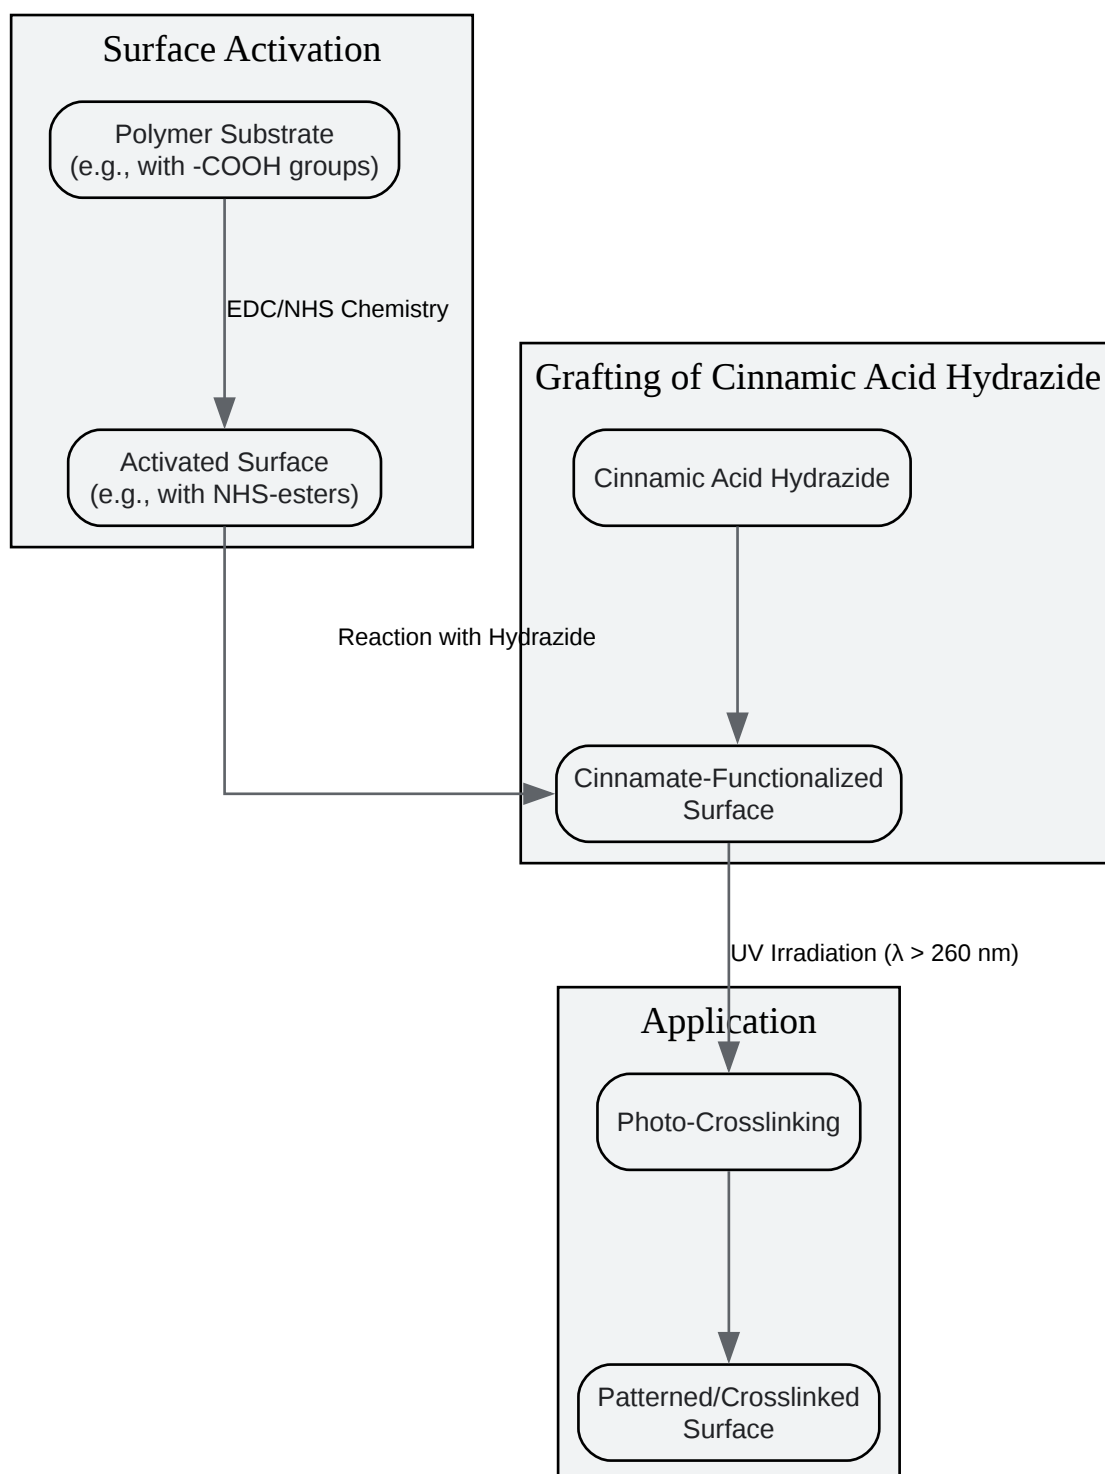 Surface Activation
Polymer Substrate
(e.g., with -COOH groups)
EDC/NHS Chemistry
Activated Surface
(e.g., with NHS-esters)
Grafting of Cinnamic Acid Hydrazide
Cinnamic Acid Hydrazide
Reaction with Hydrazide
Cinnamate-Functionalized
Surface
UV Irradiation (λ > 260 nm)
Application
Photo-Crosslinking
Patterned/Crosslinked
Surface